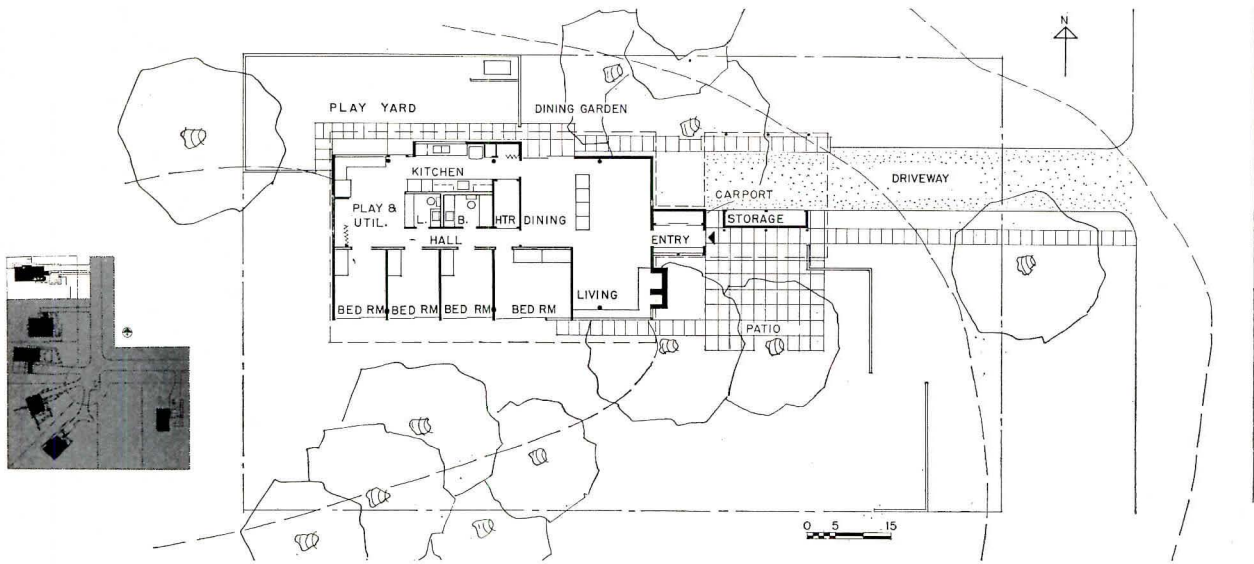 N
PLAY YARD
DINING GARDEN
KITCHEN
DRIVEWAY
CARPORT
PLAY &
UTIL.
L.
B.
HTR
DINING
STORAGE
HALL
ENTRY
LIVING
BED RM
BED RM
BED RM
BED RM
PATIO
0 5 15